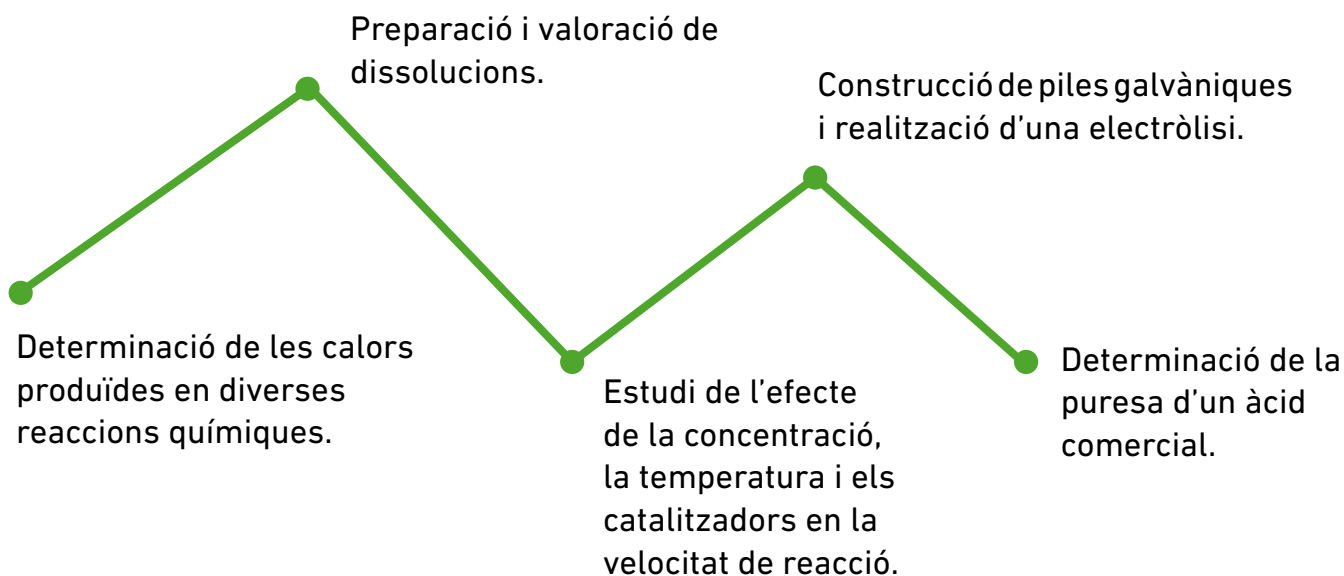 Preparació i valoració de
dissolucions.
Construcció de piles galvàniques
i realització d'una electròlisi.
Determinació de les calors
produïdes en diverses
reaccions químiques.
Estudi de l'efecte
de la concentració,
la temperatura i els
catalitzadors en la
velocitat de reacció.
Determinació de la
puresa d'un àcid
comercial.